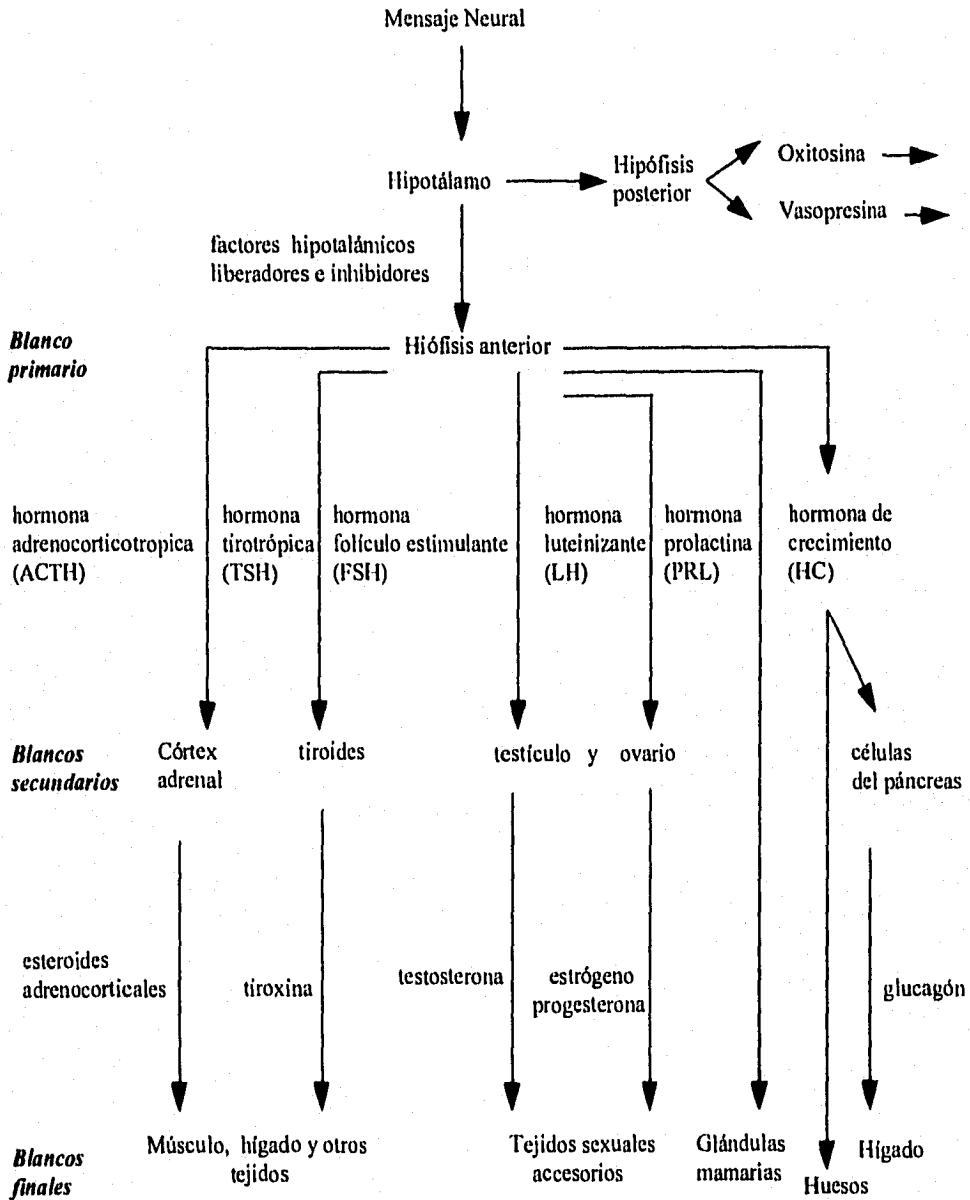 Mensaje Neural
Hipotálamo
Hipófisis
posterior
Oxitosina
Vasopresina
factores hipotalámicos
liberadores e inhibidores
Blanco
primario
Hiófisis anterior
hormona
adrenocorticotropica
(ACTH)
hormona
tirotrópica
(TSH)
hormona
folículo estimulante
(FSH)
hormona
luteinizante
(LH)
hormona
prolactina
(PRL)
hormona de
crecimiento
(HC)
Blancos
secundarios
Córtex
adrenal
tiroides
testículo y ovario
células
del páncreas
esteroides
adrenocorticales
tiroxina
testosterona
estrógeno
progesterona
glucagón
Blancos
finales
Músculo, hígado y otros
tejidos
Tejidos sexuales
accesorios
Glándulas
mamarias
Huesos
Hígado